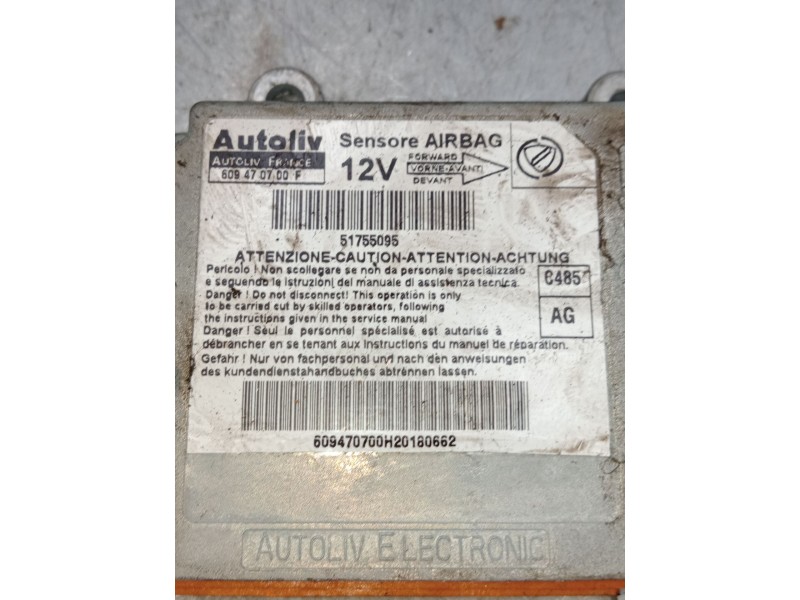 Autoliv
AUTOLIV FRANCE
609 47 07 00 F
Sensore AIRBAG
12V
FORWARD
VORNE-AVANTI
DEVANT
51755095
ATTENZIONE-CAUTION-ATTENTION-ACHTUNG
Pericolo ! Non scollegare se non da personale specializzato
e seguendo le istruzioni del manuale di assistenza tecnica.
Danger ! Do not disconnect! This operation is only
to be carried out by skilled operators, following
the instructions given in the service manual
Danger ! Seul le personnel spécialisé est autorisé à
débrancher en se tenant aux instructions du manuel de réparation.
Gefahr ! Nur von fachpersonal und nach den anweisungen
des kundendienstahandbuches abtrennen lassen.
C485
AG
609470700H20180662
AUTOLIV ELECTRONIC